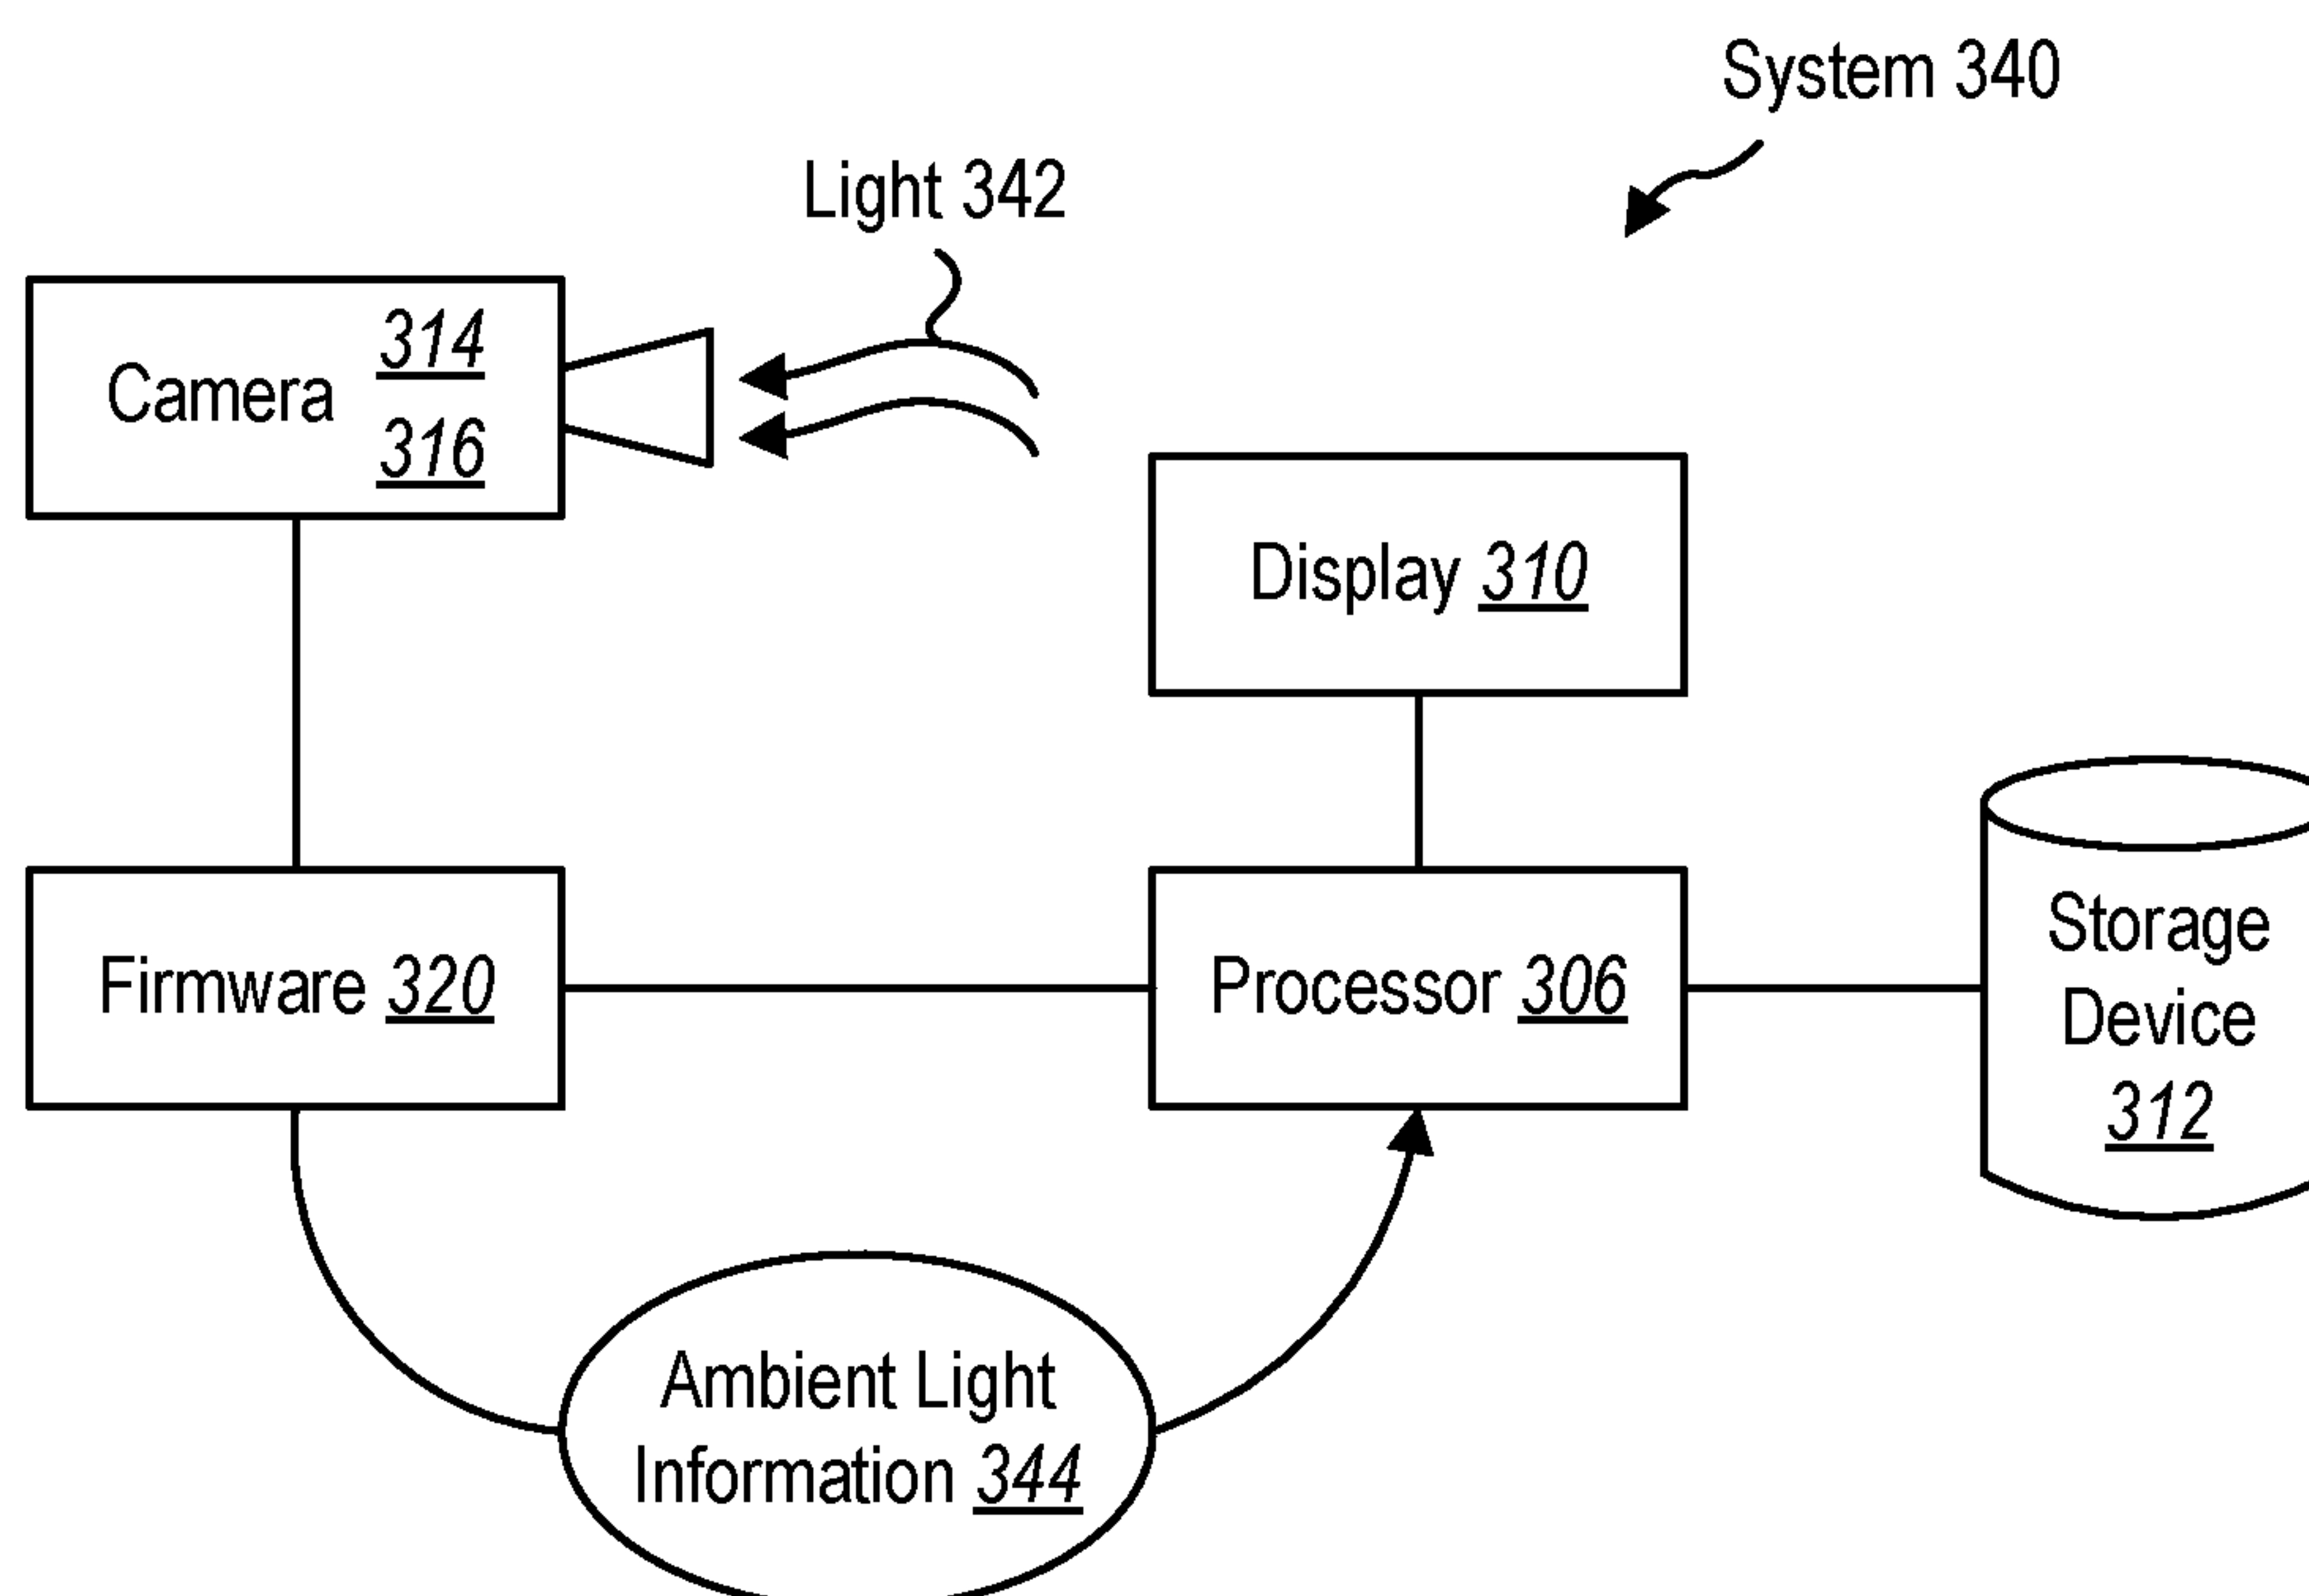 System 340
Light 342
Camera 314
316
Display 310
Firmware 320
Processor 306
Storage
Device
312
Ambient Light
Information 344